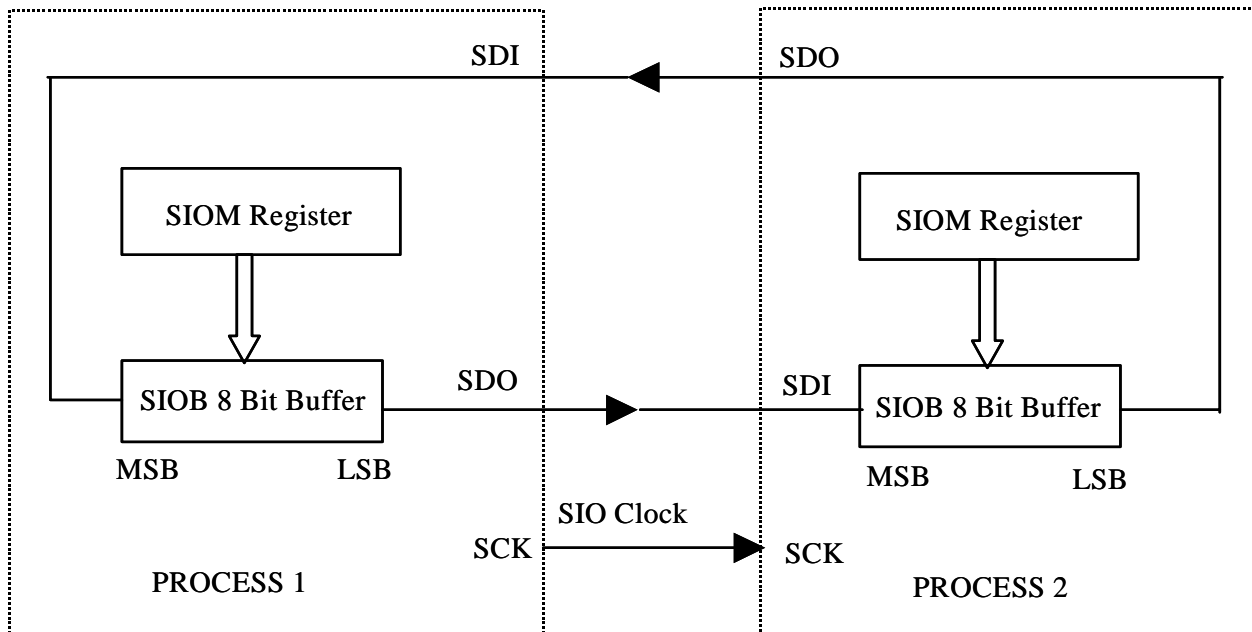 SDI
SDO
SIOM Register
SIOM Register
SIOB 8 Bit Buffer
SDO
SDI
SIOB 8 Bit Buffer
MSB
LSB
MSB
LSB
SIO Clock
SCK
SCK
PROCESS 1
PROCESS 2